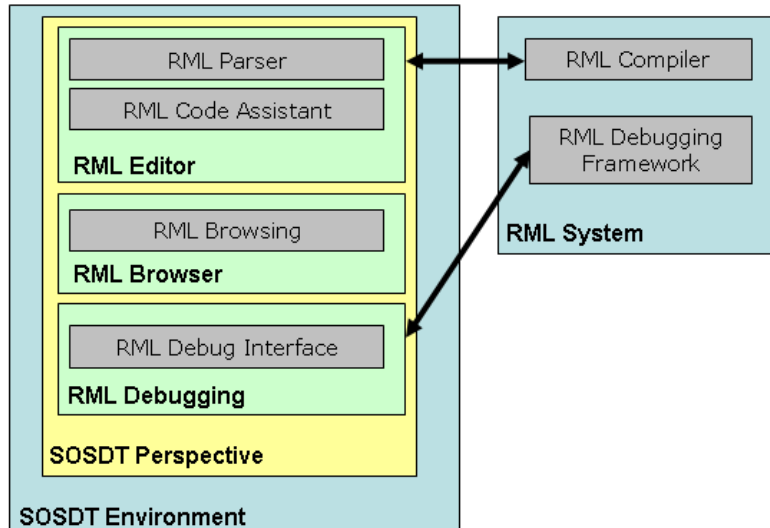 RML Parser
RML Code Assistant
RML Editor
RML Browsing
RML Browser
RML Debug Interface
RML Debugging
SOSDT Perspective
SOSDT Environment
RML Compiler
RML Debugging
Framework
RML System